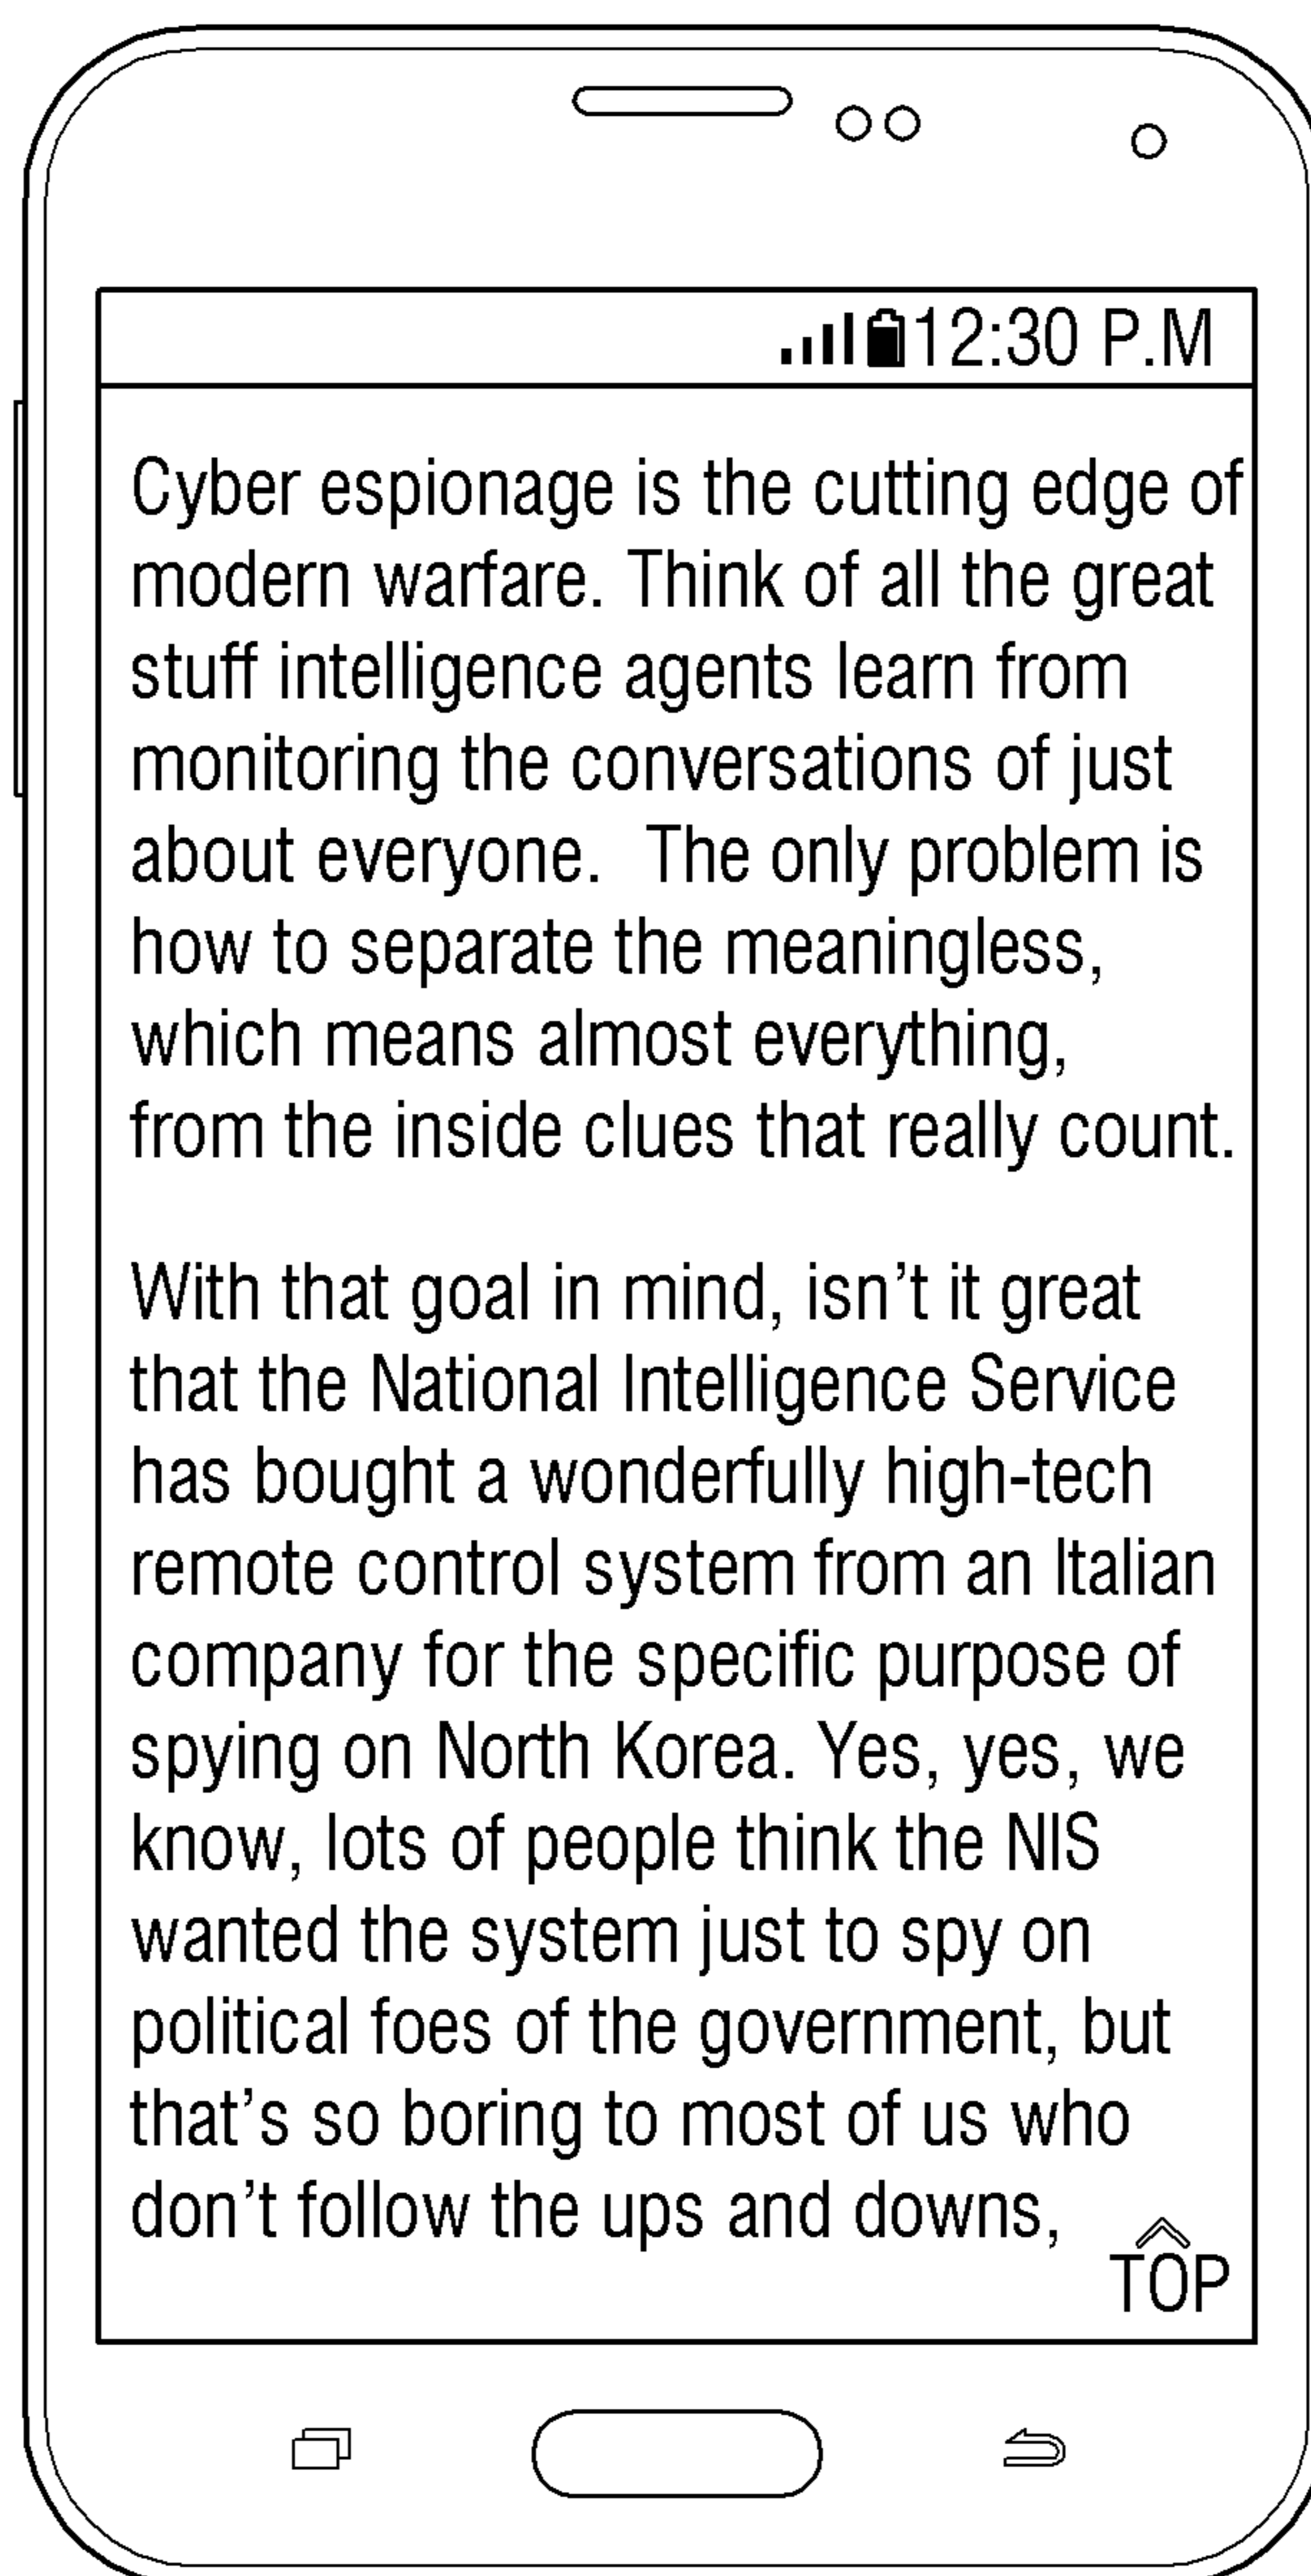 12:30 P.M
Cyber espionage is the cutting edge of
modern warfare. Think of all the great
stuff intelligence agents learn from
monitoring the conversations of just
about everyone.  The only problem is
how to separate the meaningless,
which means almost everything,
from the inside clues that really count.
With that goal in mind, isn't it great
that the National Intelligence Service
has bought a wonderfully high-tech
remote control system from an Italian
company for the specific purpose of
spying on North Korea. Yes, yes, we
know, lots of people think the NIS
wanted the system just to spy on
political foes of the government, but
that's so boring to most of us who
don't follow the ups and downs,
TOP